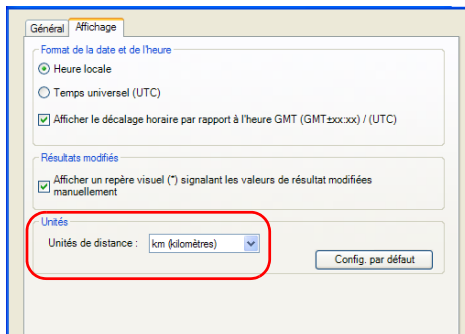 Général Affichage
Format de la date et de l'heure
Heure locale
Temps universel (UTC)
Afficher le décalage horaire par rapport à l'heure GMT (GMT±xx:xx) / (UTC)
Résultats modifiés
Afficher un repère visuel (*) signalant les valeurs de résultat modifiées
manuellement
Unités
Unités de distance : km (kilomètres)
Config. par défaut